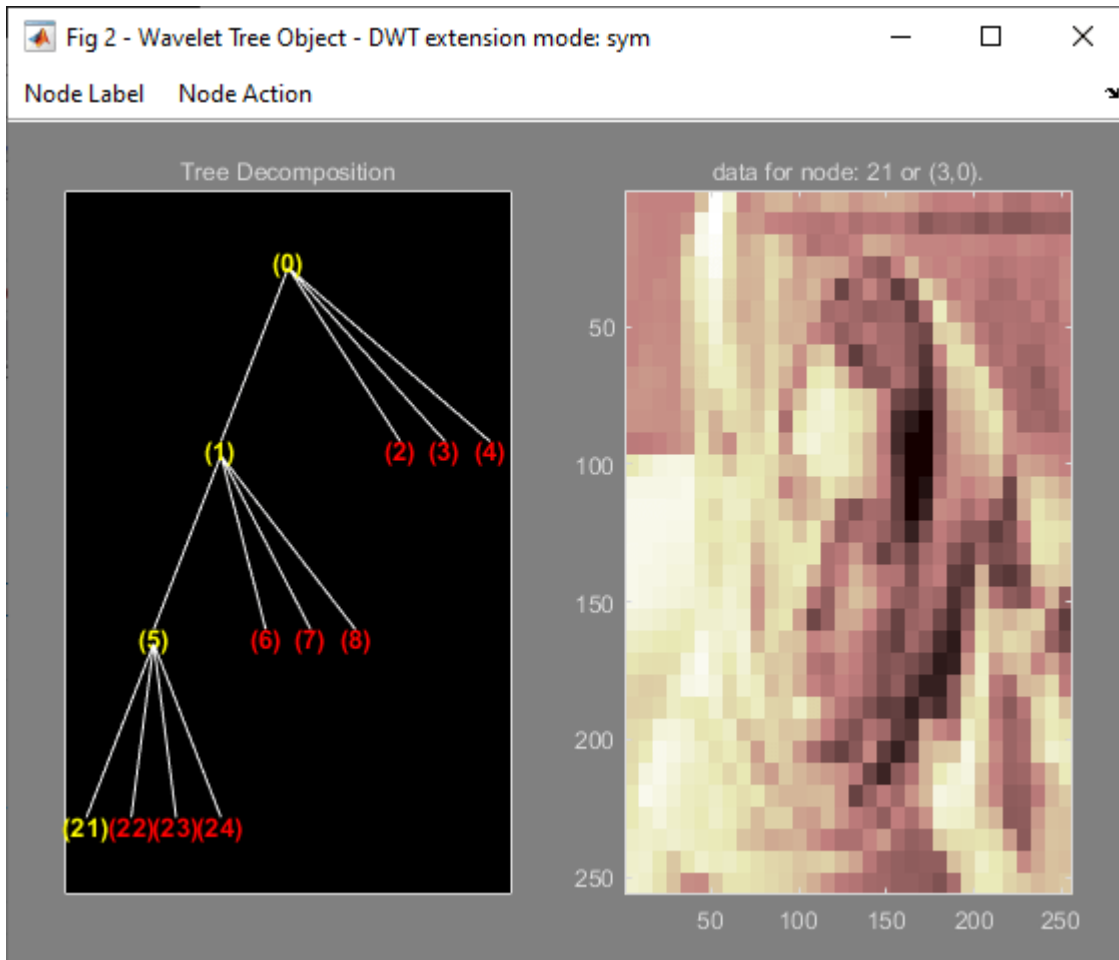 Fig 2 - Wavelet Tree Object - DWT extension mode: sym
Node Label Node Action
Tree Decomposition
(0)
(1) (2) (3) (4)
(5) (6) (7) (8)
(21) (22) (23) (24)
data for node: 21 or (3,0).
50
100
150
200
250
50 100 150 200 250